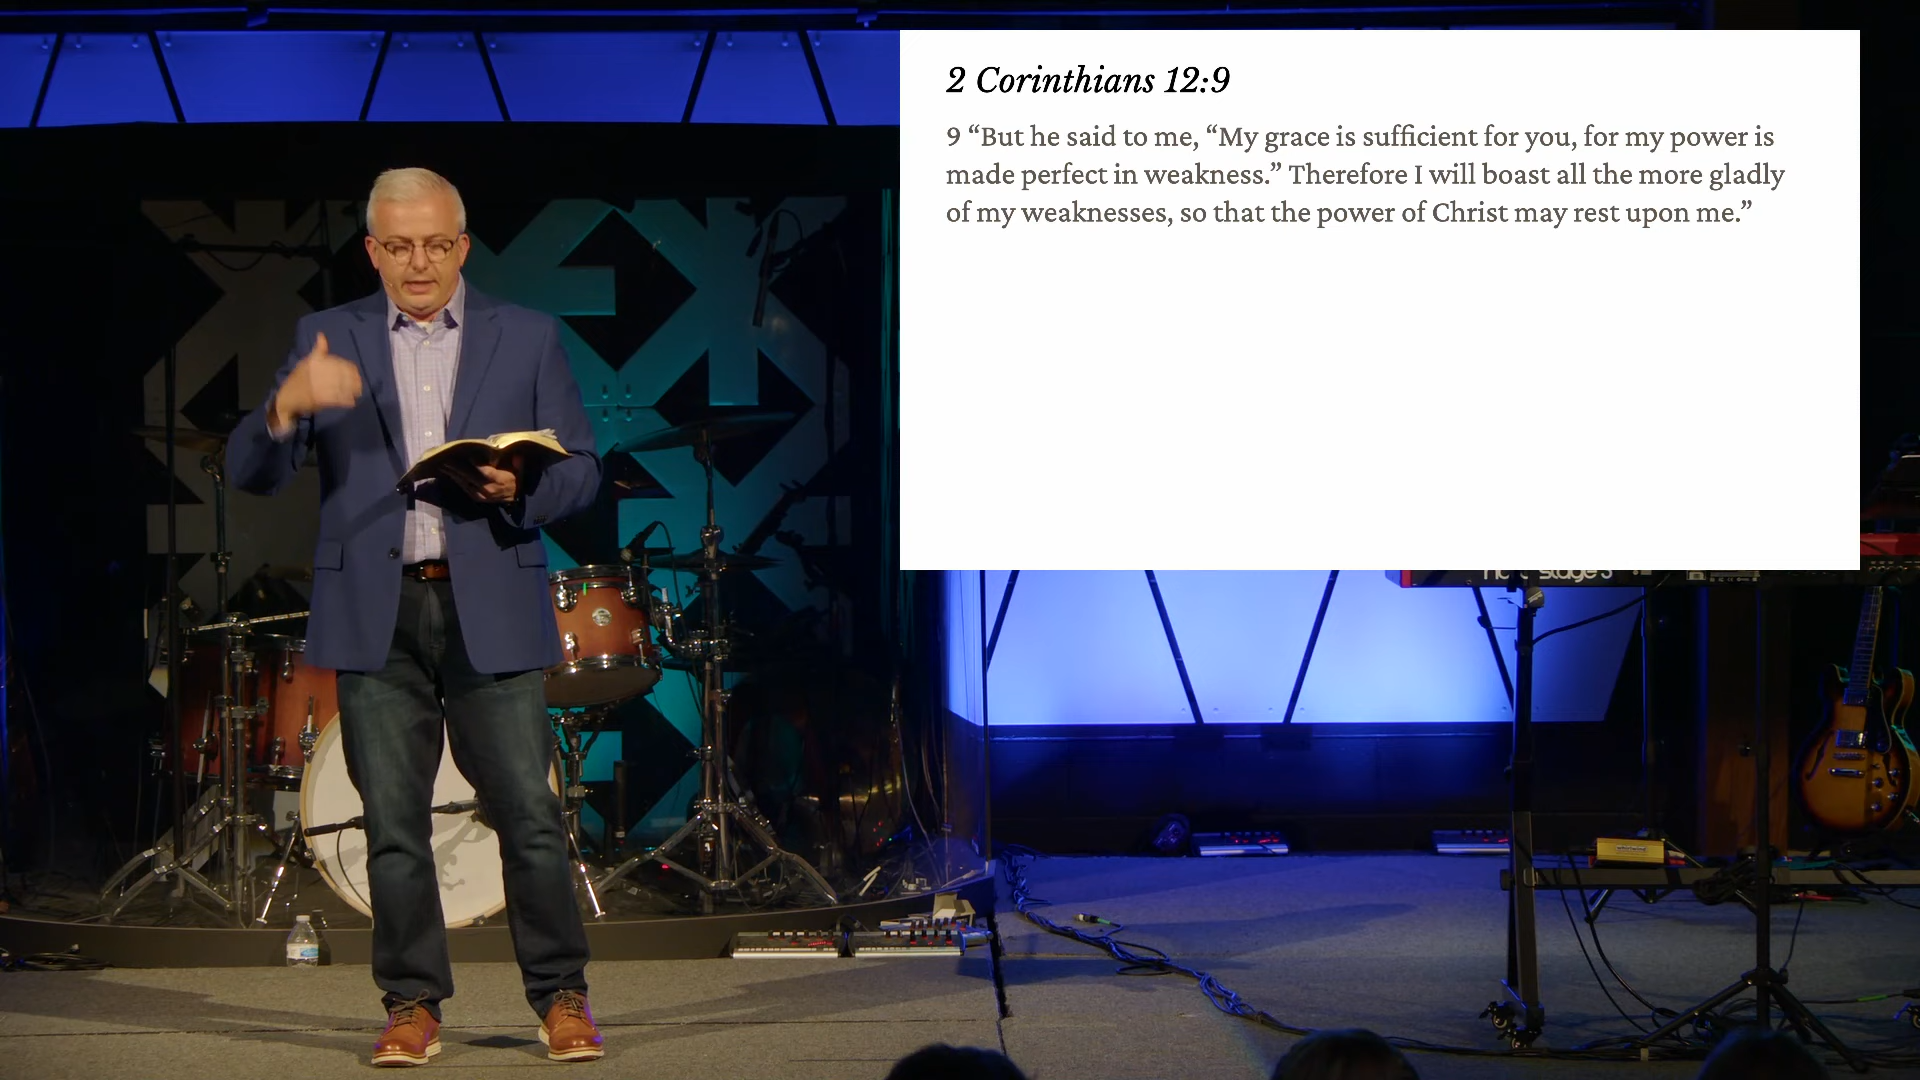 2 Corinthians 12:9
9 “But he said to me, “My grace is sufficient for you, for my power is
made perfect in weakness.” Therefore I will boast all the more gladly
of my weaknesses, so that the power of Christ may rest upon me.”
stage 3